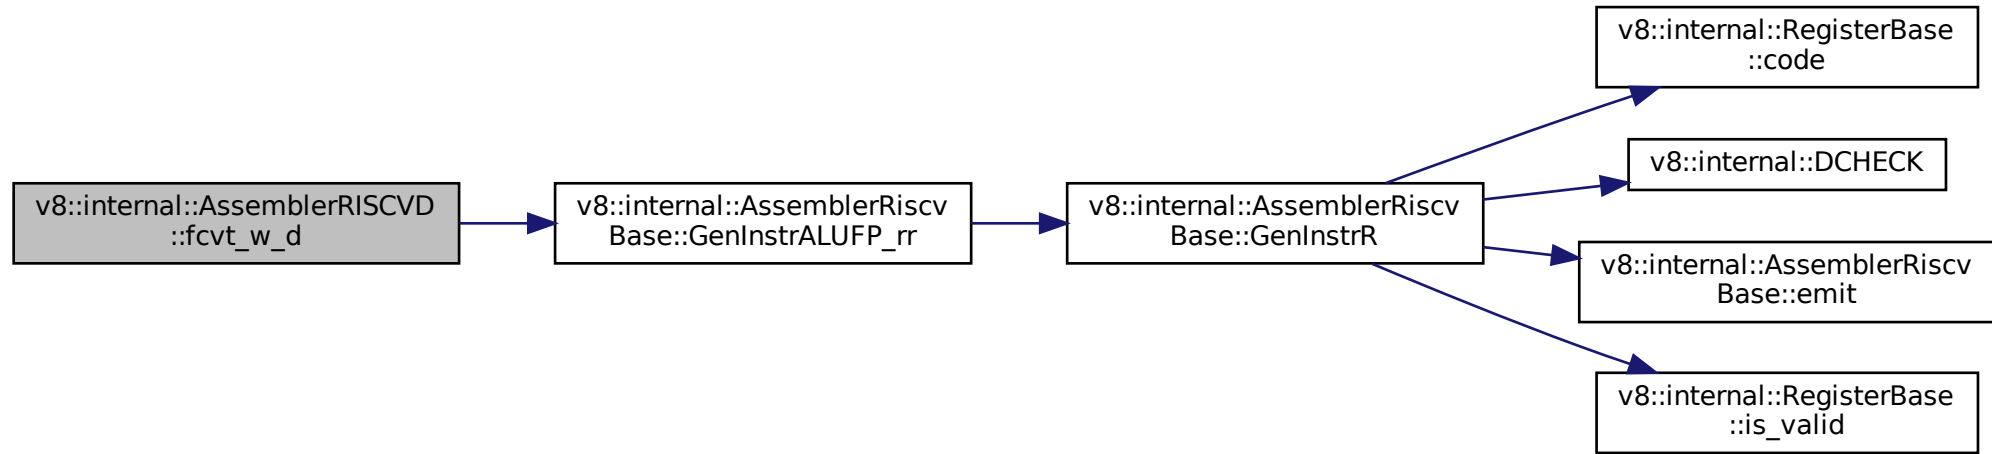 v8::internal::AssemblerRISCVD
::fcvt_w_d
v8::internal::AssemblerRiscv
Base::GenInstrALUFP_rr
v8::internal::AssemblerRiscv
Base::GenInstrR
v8::internal::RegisterBase
::code
v8::internal::DCHECK
v8::internal::AssemblerRiscv
Base::emit
v8::internal::RegisterBase
::is_valid